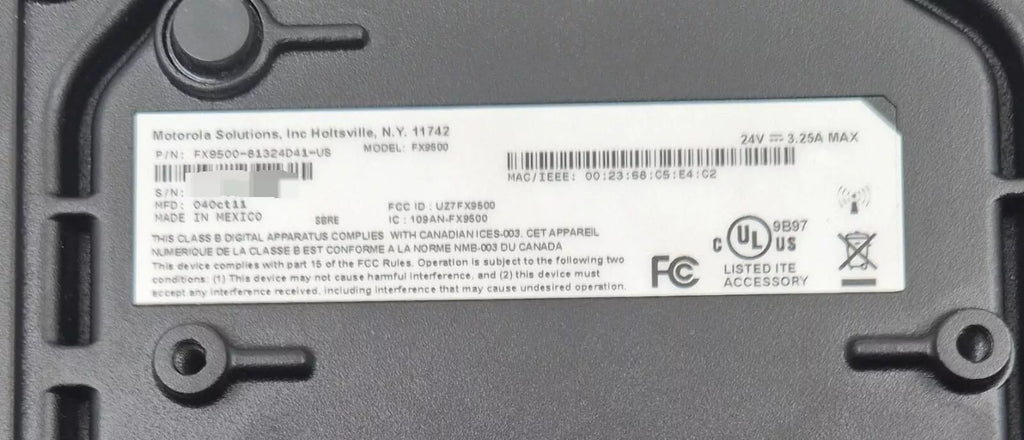 Motorola Solutions, Inc Holtsville, N.Y. 11742
P/N: FX9500-81324D41-US MODEL: FX9500
24V 3.25A MAX
MAC/IEEE: 00:23:68:C5:E4:C2
S/N:
MFD: 04Oct11
MADE IN MEXICO SBRE
FCC ID : UZ7FX9500
IC : 109AN-FX9500
THIS CLASS B DIGITAL APPARATUS COMPLIES WITH CANADIAN ICES-003. CET APPAREIL
NUMERIQUE DE LA CLASSE B EST CONFORME A LA NORME NMB-003 DU CANADA
This device complies with part 15 of the FCC Rules. Operation is subject to the following two
conditions: (1) This device may not cause harmful interference, and (2) this device must
accept any interference received, including interference that may cause undesired operation.
FC
C UL US 9B97
LISTED ITE
ACCESSORY